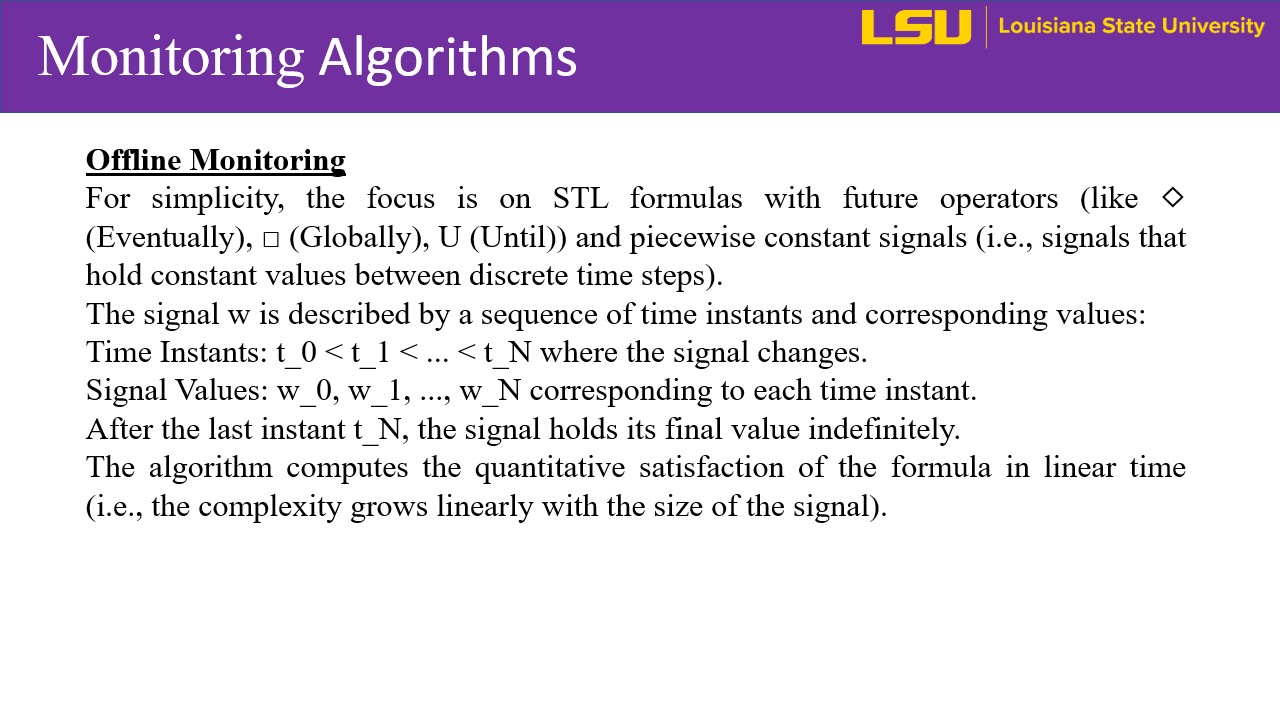 Monitoring Algorithms
LSU Louisiana State University
Offline Monitoring
For simplicity, the focus is on STL formulas with future operators (like ◇
(Eventually), □ (Globally), U (Until)) and piecewise constant signals (i.e., signals that
hold constant values between discrete time steps).
The signal w is described by a sequence of time instants and corresponding values:
Time Instants: t_0 < t_1 < ... < t_N where the signal changes.
Signal Values: w_0, w_1, ..., w_N corresponding to each time instant.
After the last instant t_N, the signal holds its final value indefinitely.
The algorithm computes the quantitative satisfaction of the formula in linear time
(i.e., the complexity grows linearly with the size of the signal).